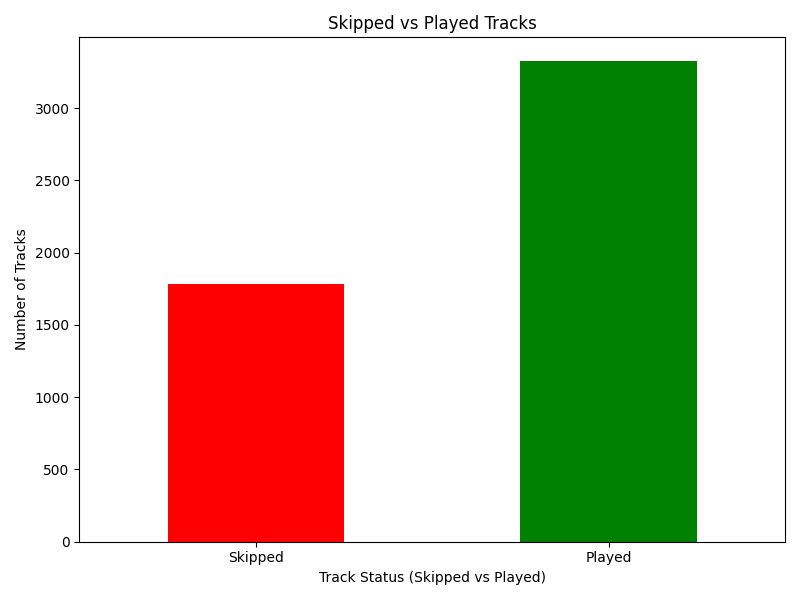 Skipped vs Played Tracks
Number of Tracks
3000
2500
2000
1500
1000
500
0
Skipped
Played
Track Status (Skipped vs Played)